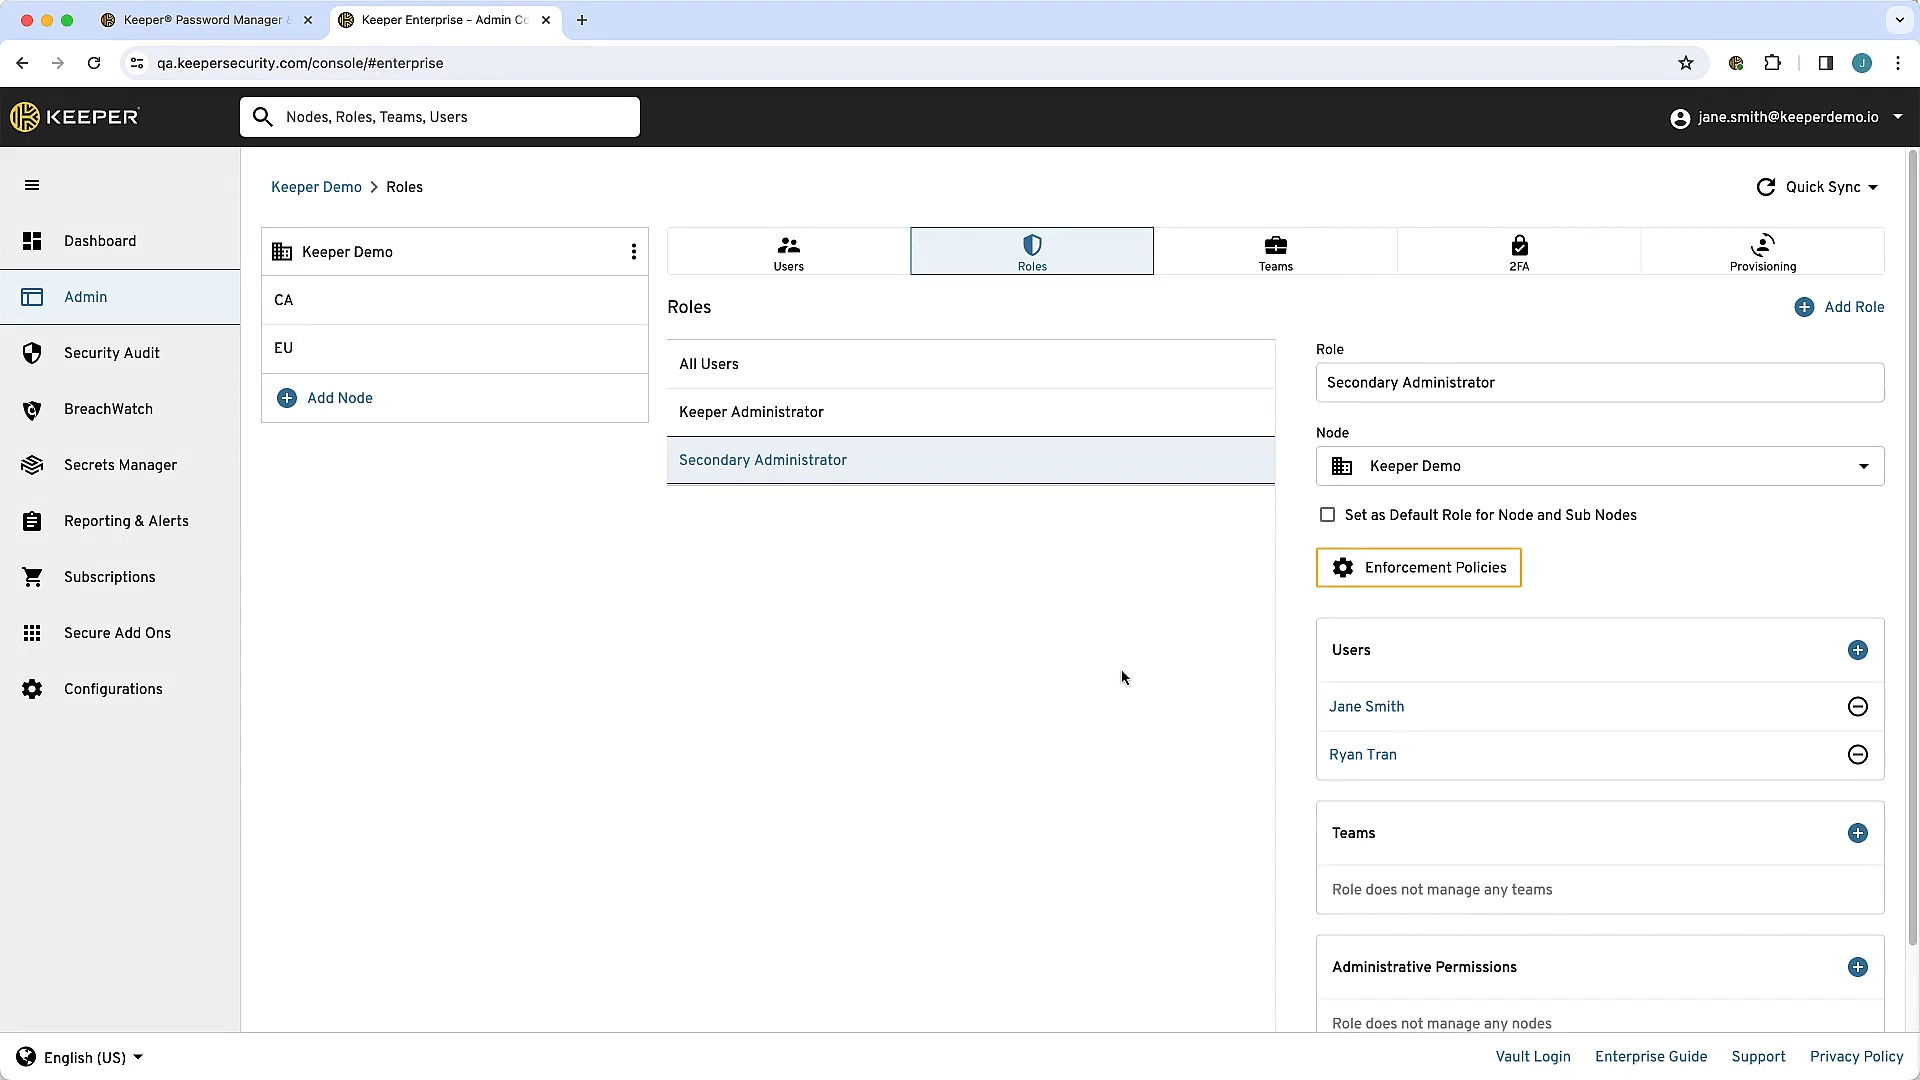 Keeper® Password Manager &
Keeper Enterprise - Admin Co
qa.keepersecurity.com/console/#enterprise
J
KEEPER
Nodes, Roles, Teams, Users
jane.smith@keeperdemo.io
Keeper Demo > Roles
Quick Sync
Dashboard
Admin
Security Audit
BreachWatch
Secrets Manager
Reporting & Alerts
Subscriptions
Secure Add Ons
Configurations
Keeper Demo
CA
EU
Add Node
Users
Roles
Teams
2FA
Provisioning
Roles
Add Role
All Users
Keeper Administrator
Secondary Administrator
Role
Secondary Administrator
Node
Keeper Demo
Set as Default Role for Node and Sub Nodes
Enforcement Policies
Users
Jane Smith
Ryan Tran
Teams
Role does not manage any teams
Administrative Permissions
Role does not manage any nodes
English (US)
Vault Login
Enterprise Guide
Support
Privacy Policy